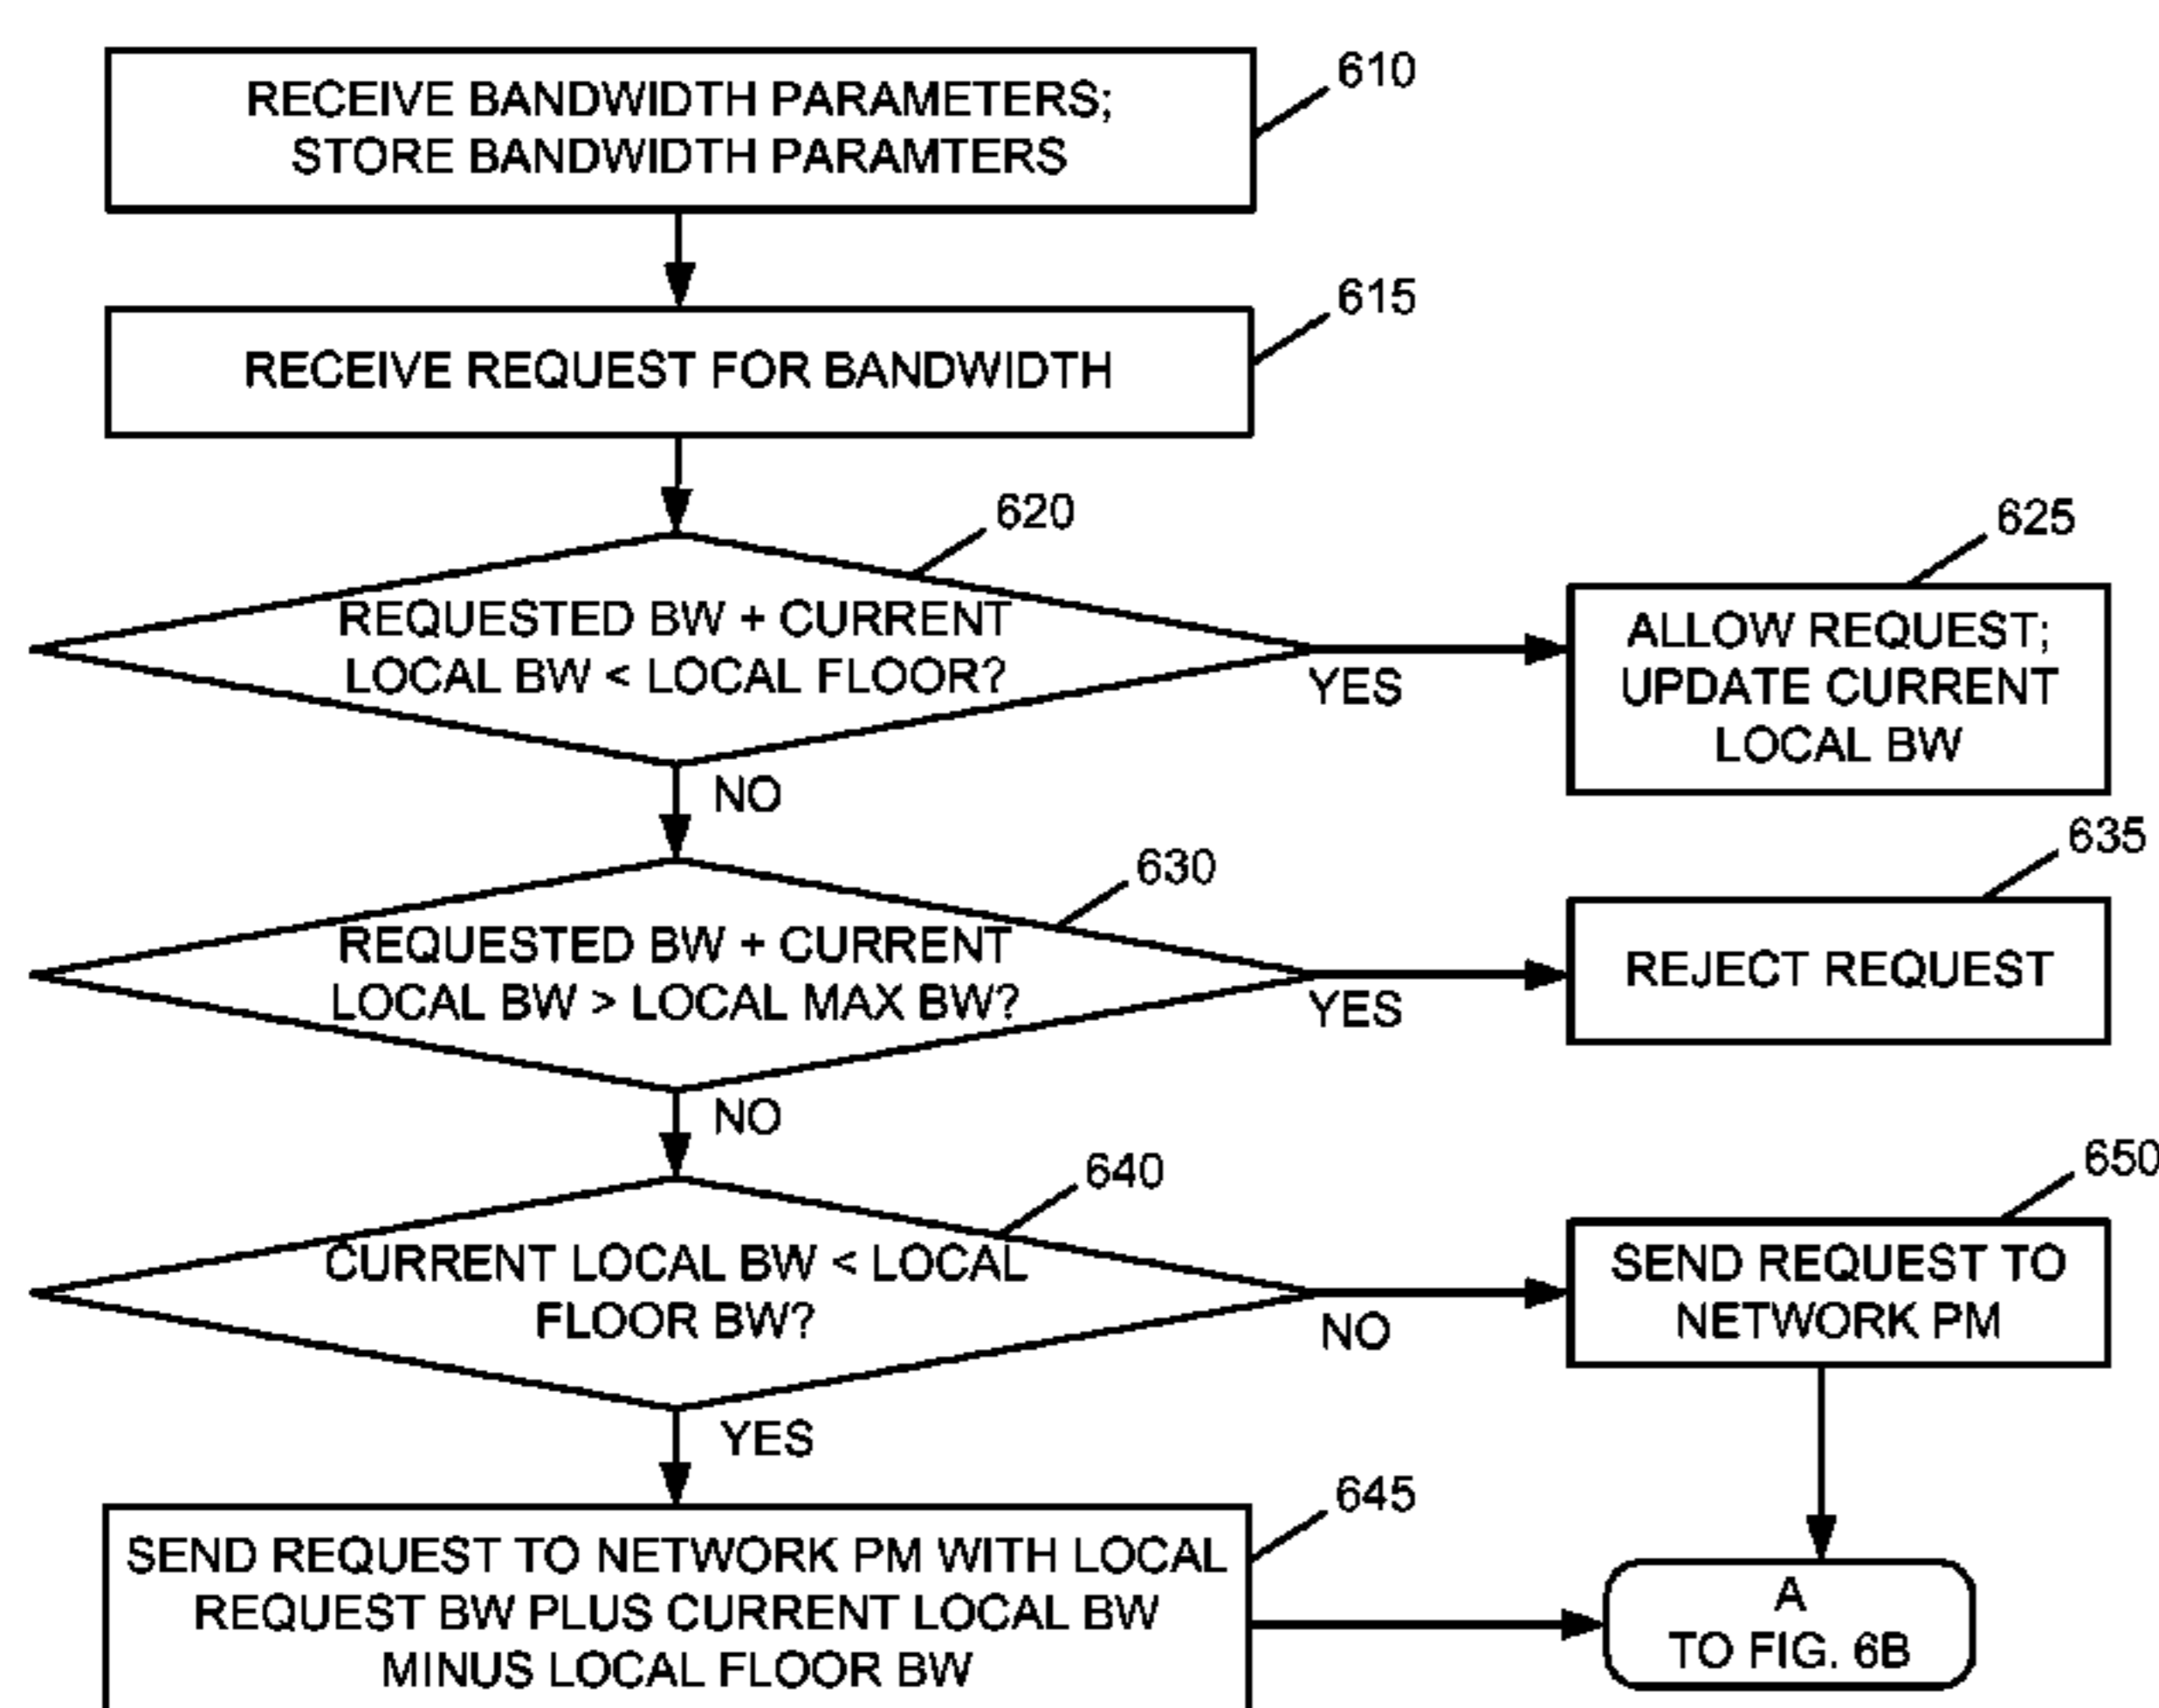 610
RECEIVE BANDWIDTH PARAMETERS;
STORE BANDWIDTH PARAMTERS
615
RECEIVE REQUEST FOR BANDWIDTH
620
REQUESTED BW + CURRENT
LOCAL BW < LOCAL FLOOR?
YES
625
ALLOW REQUEST;
UPDATE CURRENT
LOCAL BW
NO
630
REQUESTED BW + CURRENT
LOCAL BW > LOCAL MAX BW?
YES
635
REJECT REQUEST
NO
640
CURRENT LOCAL BW < LOCAL
FLOOR BW?
NO
650
SEND REQUEST TO
NETWORK PM
YES
645
SEND REQUEST TO NETWORK PM WITH LOCAL
REQUEST BW PLUS CURRENT LOCAL BW
MINUS LOCAL FLOOR BW
A
TO FIG. 6B